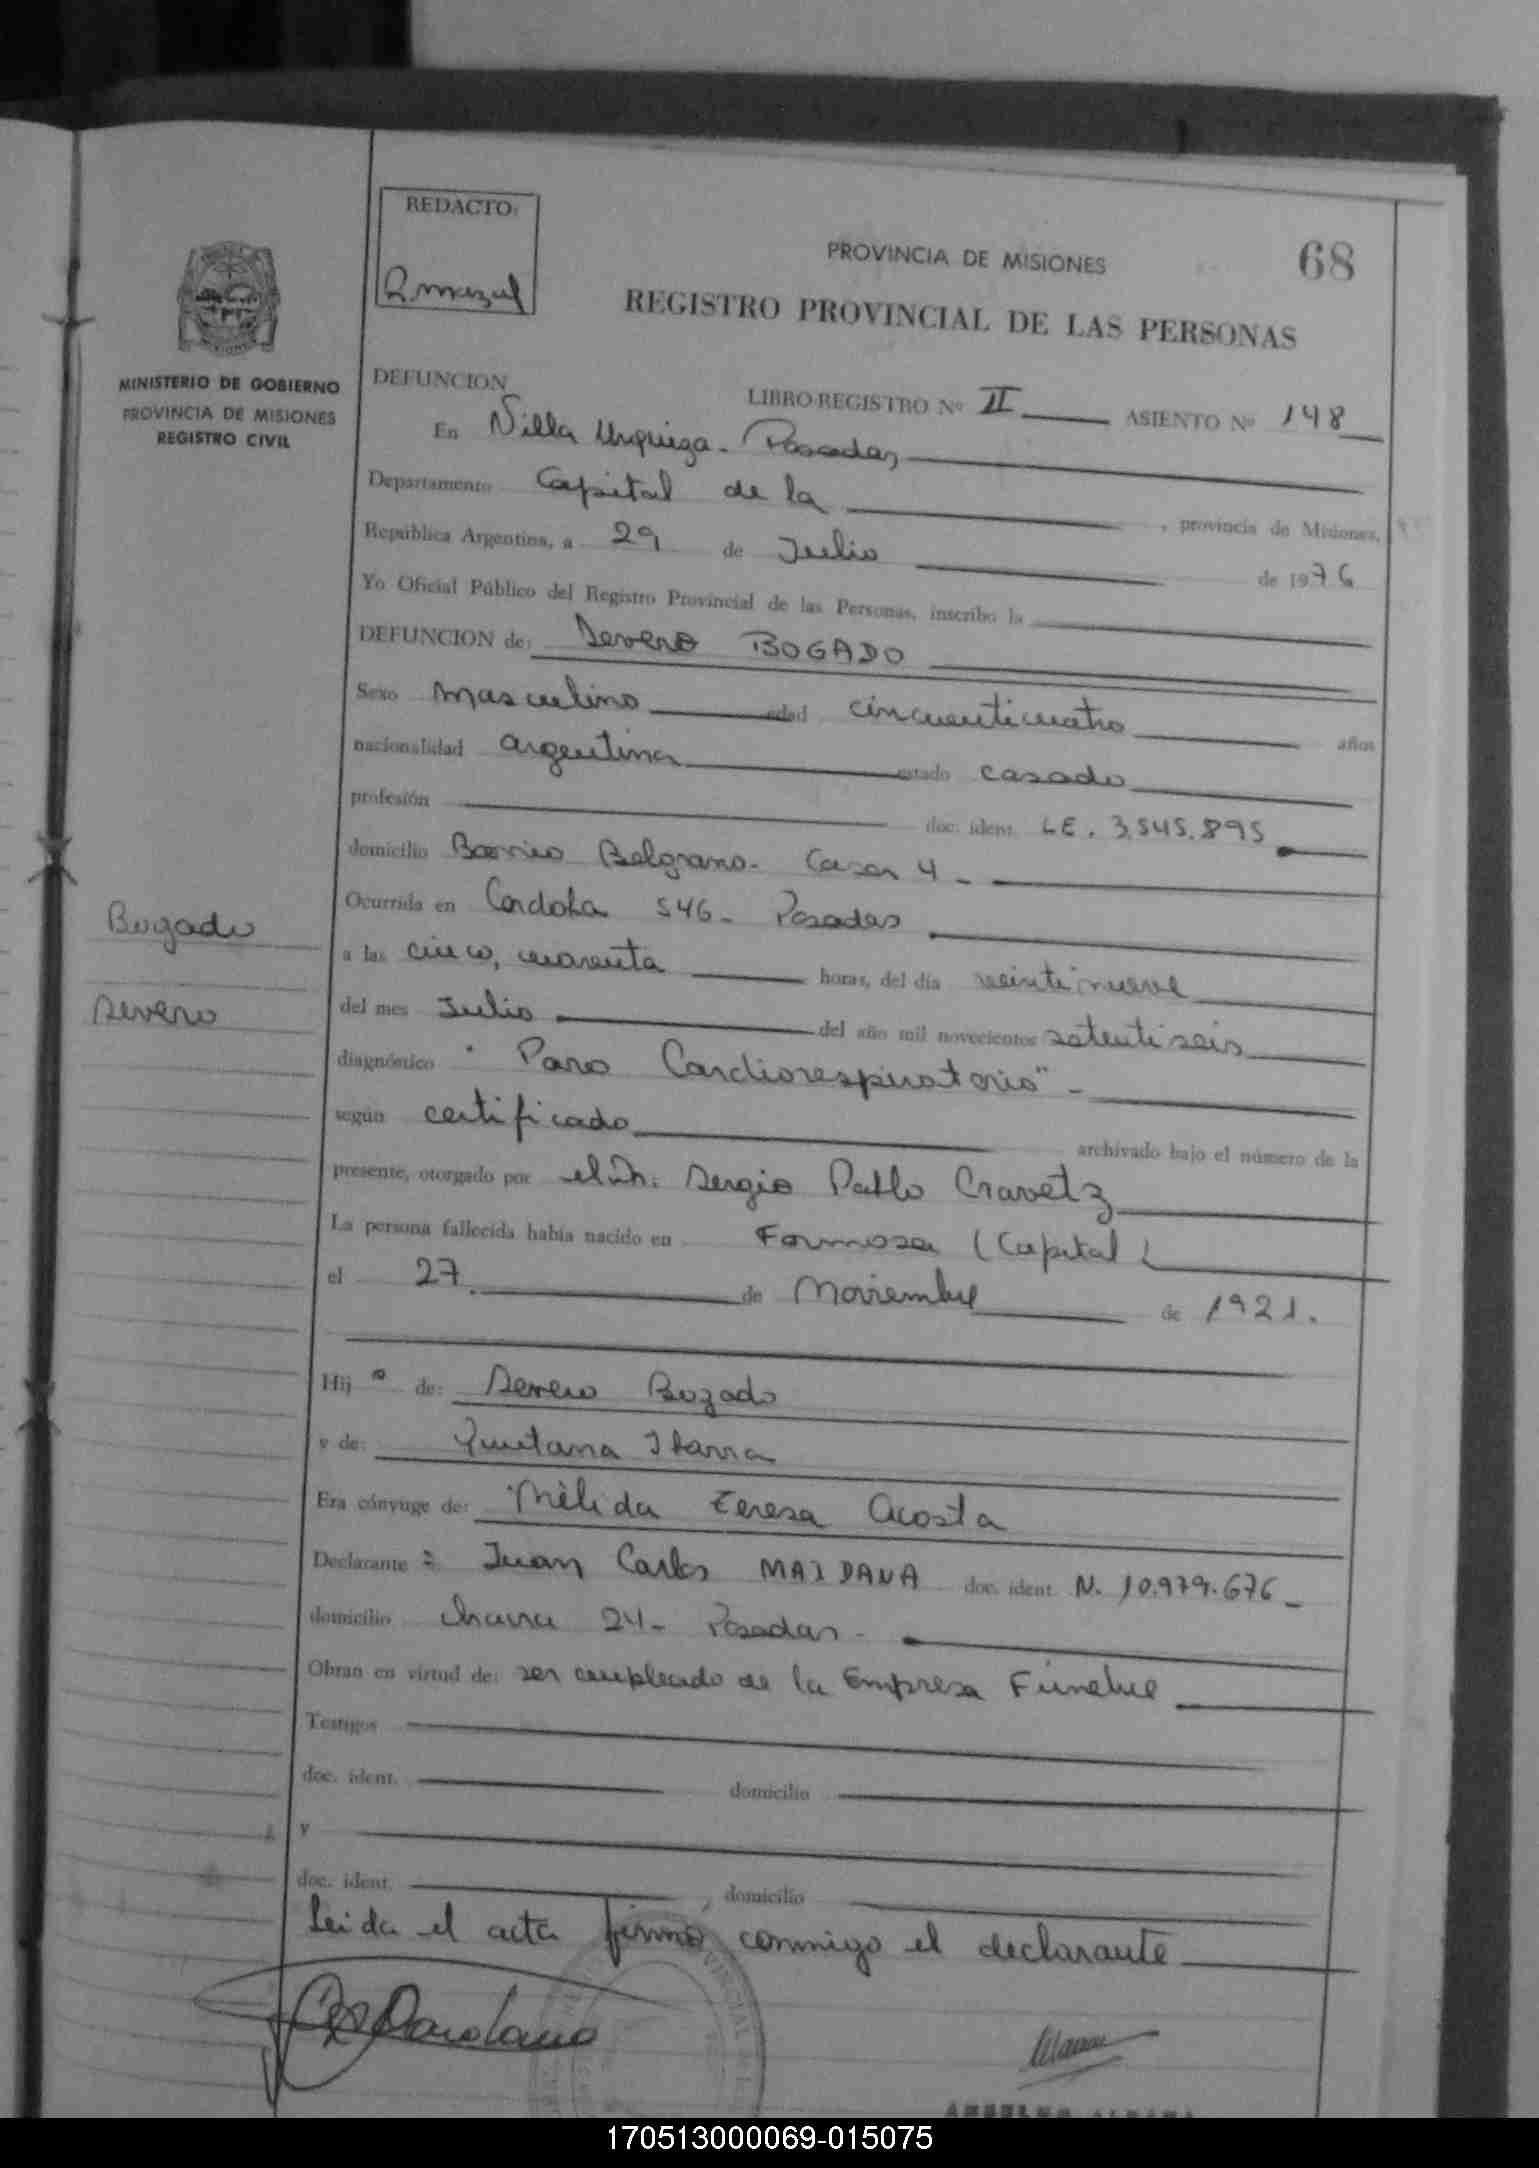 REDACTO:
PROVINCIA DE MISIONES
68
REGISTRO PROVINCIAL DE LAS PERSONAS
MINISTERIO DE GOBIERNO
PROVINCIA DE MISIONES
REGISTRO CIVIL
DEFUNCION
LIBRO-REGISTRO Nº II ASIENTO Nº 148
En Villa Urquiza - Posadas
Departamento Capital de la , provincia de Misiones,
República Argentina, a 29 de Julio de 1976
Yo Oficial Público del Registro Provincial de las Personas, inscribo la
DEFUNCION de: Severo BOGADO
Sexo Masculino edad cincuenticuatro años
nacionalidad argentina estado casado
profesión doc. ident. LE. 3.545.895
domicilio Barrio Belgrano - Casa 4 -
Ocurrida en Cordoba 546 - Posadas
Bogado
a las cinco, cuarenta horas, del día veintinueve
Severo
del mes Julio del año mil novecientos setentiseis
diagnóstico "Paro Cardiorespiratorio" -
según certificado archivado bajo el número de la
presente, otorgado por el Dr. Sergio Pablo Cravetz
La persona fallecida había nacido en Formosa (Capital)
el 27 de Noviembre de 1921.
Hijo de: Severo Bogado
y de: Ibarra
Era cónyuge de: Nélida Teresa Acosta
Declarante = Juan Carlos MAIDANA doc. ident. N. 10.979.676 -
domicilio 24 - Posadas -
Obran en virtud de: ser empleado de la Empresa Fúnebre
Testigos
doc. ident. domicilio
y
doc. ident. , domicilio
Leida el acta firma conmigo el declarante
170513000069-015075